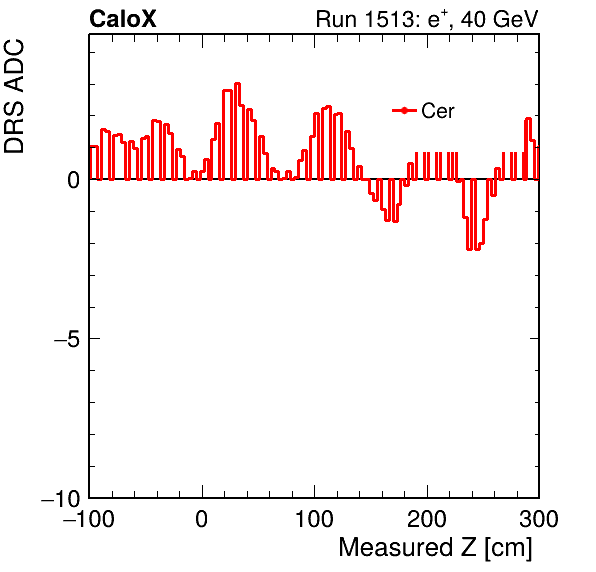 CaloX Run 1513: e⁺, 40 GeV
DRS ADC
Cer
0
−5
−10
−100 0 100 200 300
Measured Z [cm]